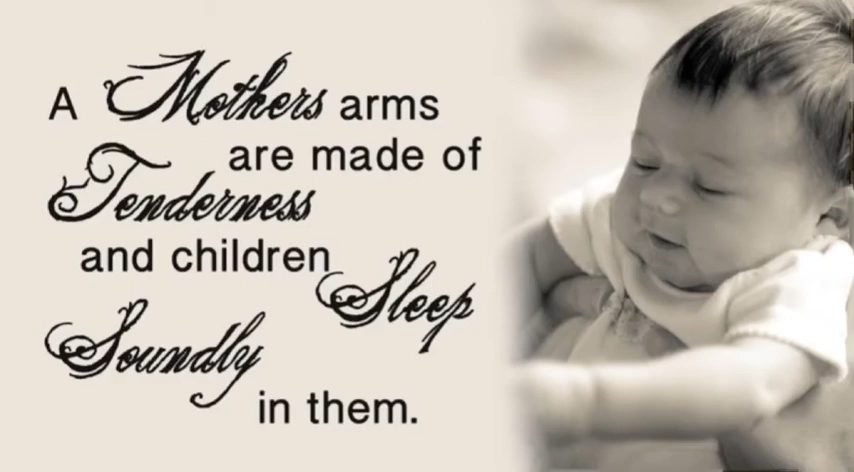 A Mothers arms
are made of
Tenderness
and children
Sleep
Soundly
in them.